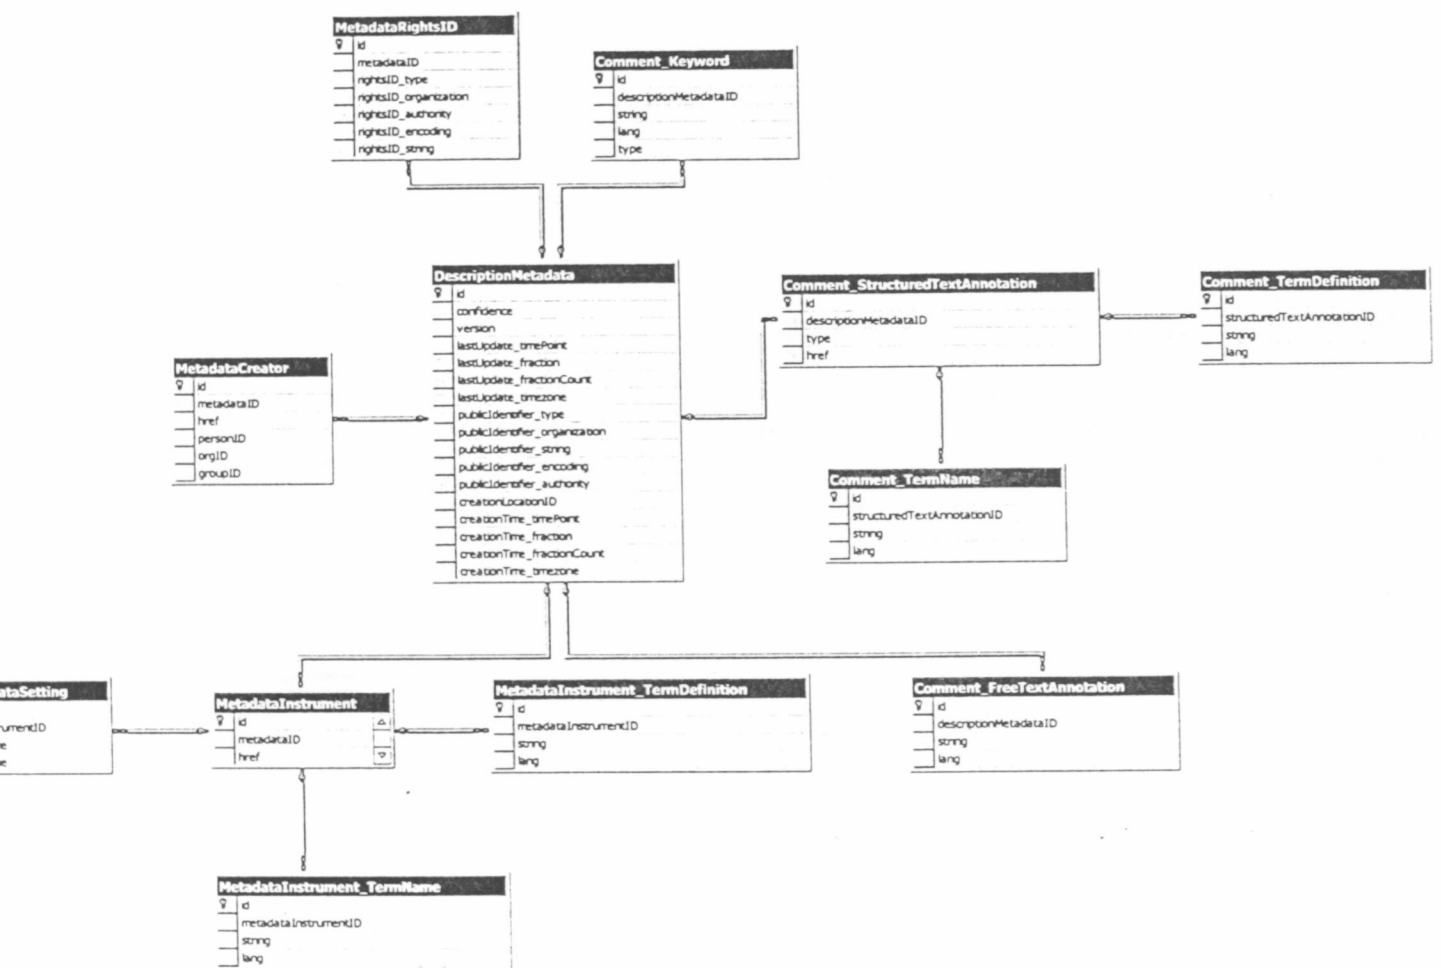 MetadataRightsID
id
metadataID
rightsID_type
rightsID_organization
rightsID_authority
rightsID_encoding
rightsID_string
Comment_Keyword
id
descriptionMetadataID
string
lang
type
DescriptionMetadata
id
confidence
version
lastUpdate_timePoint
lastUpdate_fraction
lastUpdate_fractionCount
lastUpdate_timezone
publicIdentifier_type
publicIdentifier_organization
publicIdentifier_string
publicIdentifier_encoding
publicIdentifier_authority
creationLocationID
creationTime_timePoint
creationTime_fraction
creationTime_fractionCount
creationTime_timezone
Comment_StructuredTextAnnotation
id
descriptionMetadataID
type
href
Comment_TermDefinition
id
structuredTextAnnotationID
string
lang
MetadataCreator
id
metadataID
href
personID
orgID
groupID
Comment_TermName
id
structuredTextAnnotationID
string
lang
ataSetting
umentID
e
e
MetadataInstrument
id
metadataID
href
MetadataInstrument_TermDefinition
id
metadataInstrumentID
string
lang
Comment_FreeTextAnnotation
id
descriptionMetadataID
string
lang
MetadataInstrument_TermName
id
metadataInstrumentID
string
lang